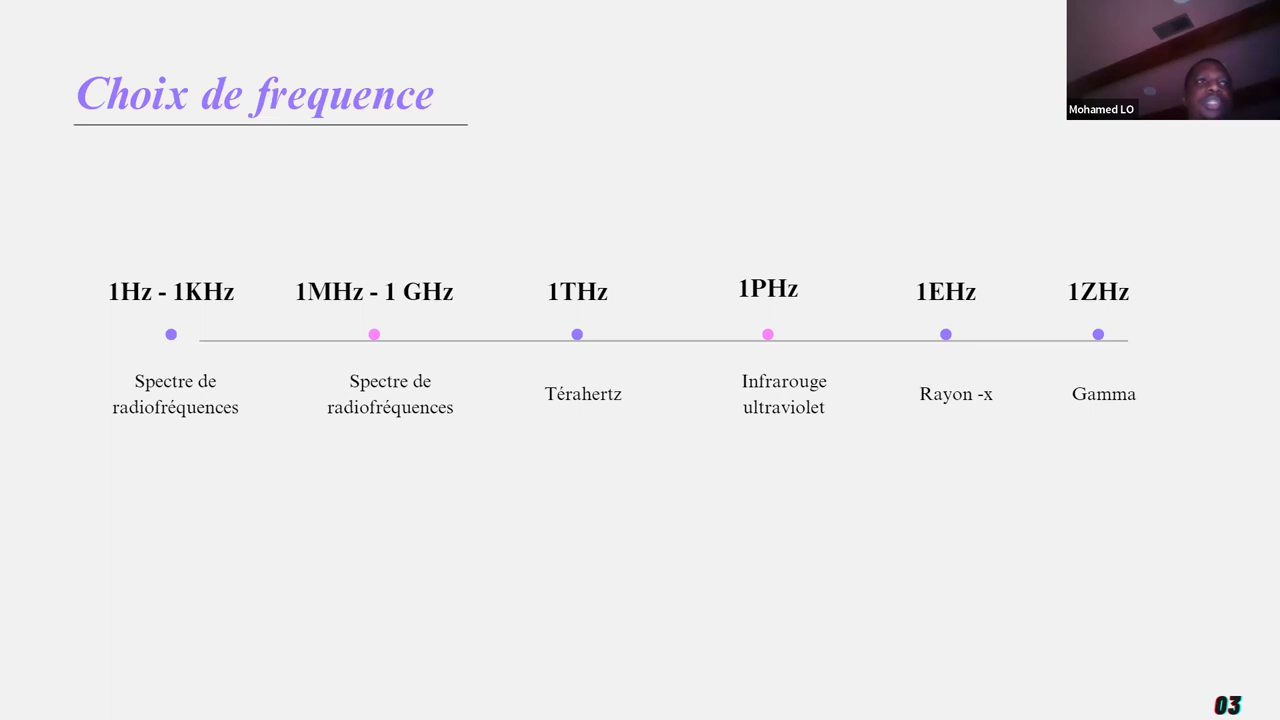 Choix de frequence
Mohamed LO
1Hz - 1KHz
1MHz - 1 GHz
1THz
1PHz
1EHz
1ZHz
Spectre de
radiofréquences
Spectre de
radiofréquences
Térahertz
Infrarouge
ultraviolet
Rayon -x
Gamma
03